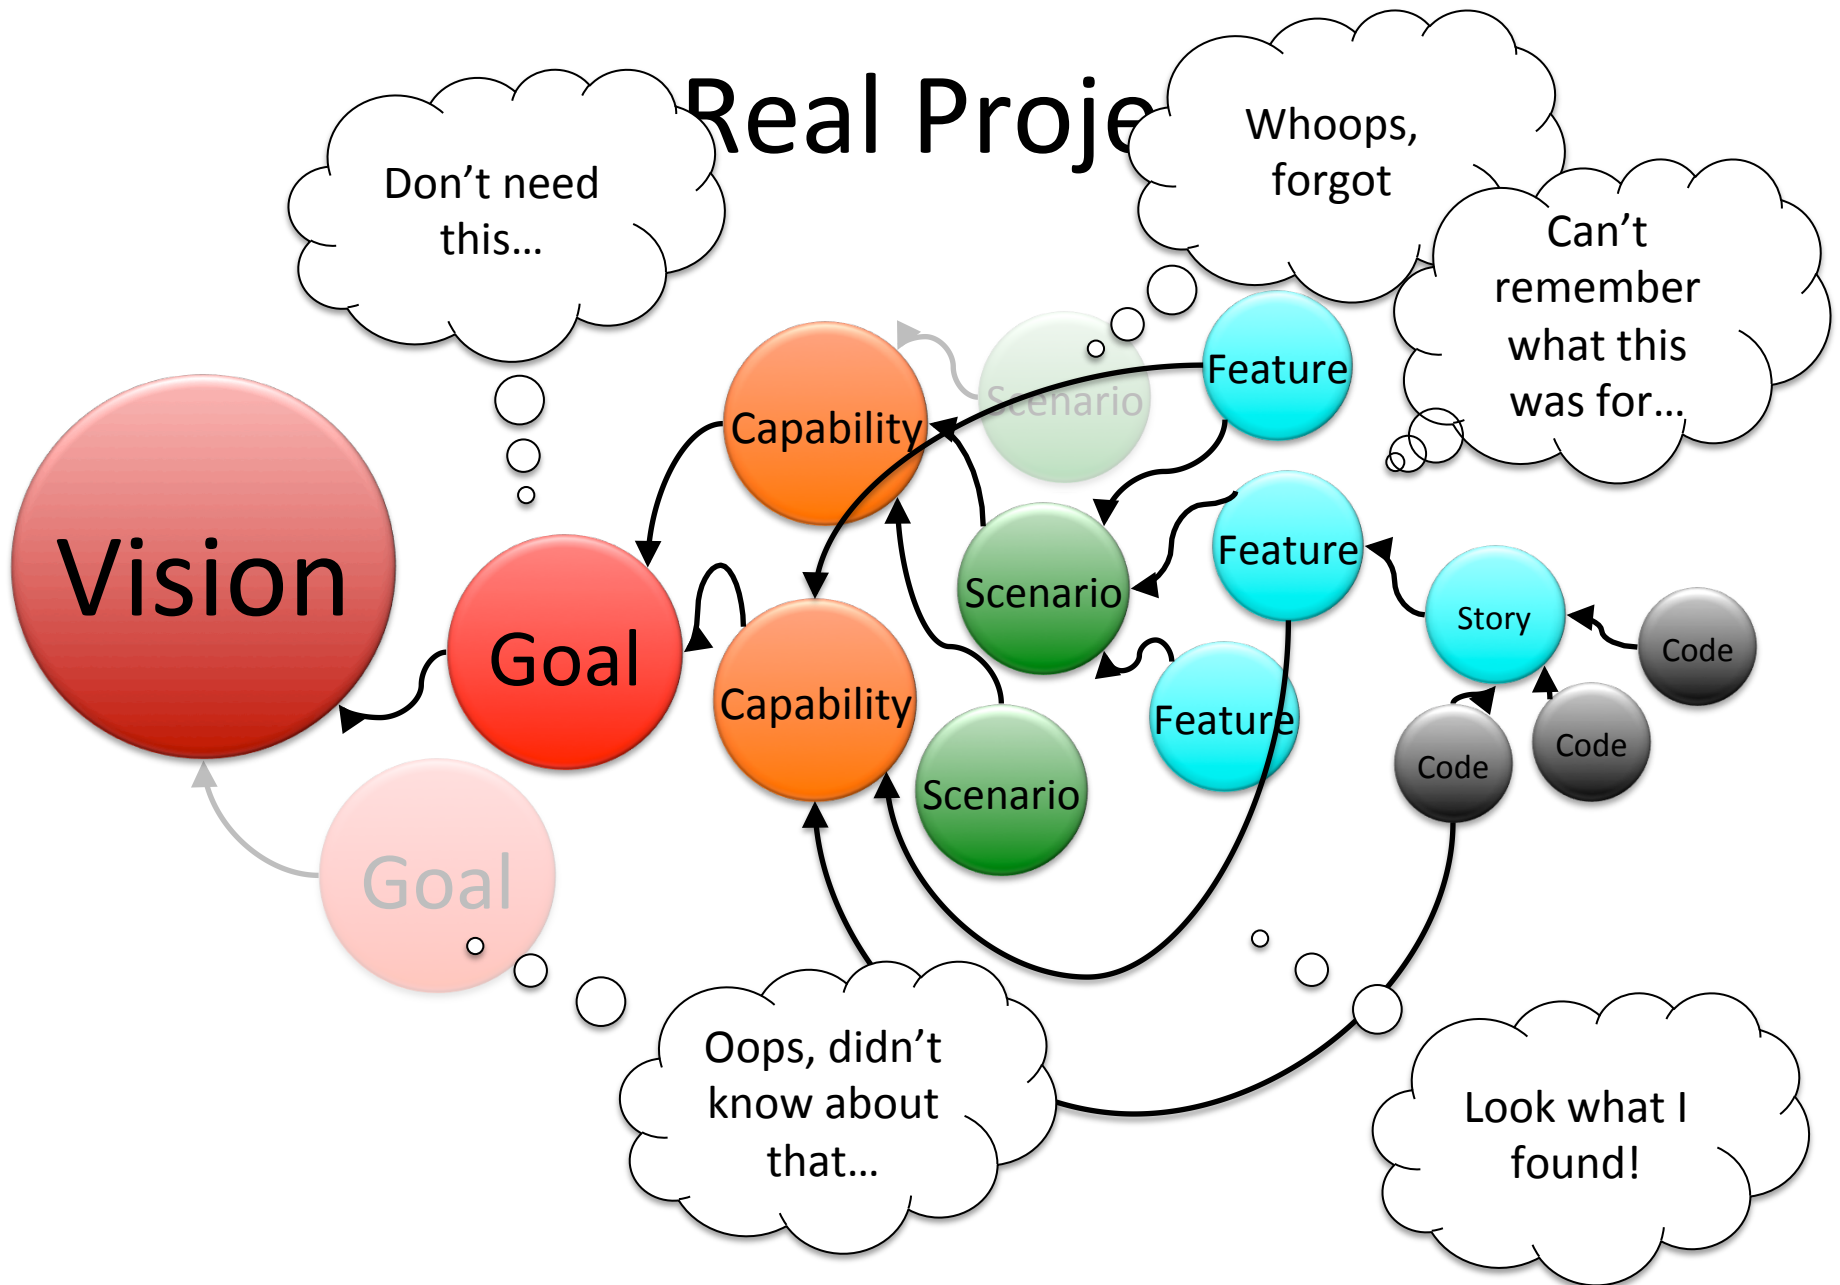 Real Proje
Don’t need
this…
Whoops,
forgot
Can’t
remember
what this
was for…
Scenario
Feature
Capability
Vision
Goal
Feature
Scenario
Story
Code
Capability
Feature
Code
Code
Scenario
Goal
Oops, didn’t
know about
that…
Look what I
found!